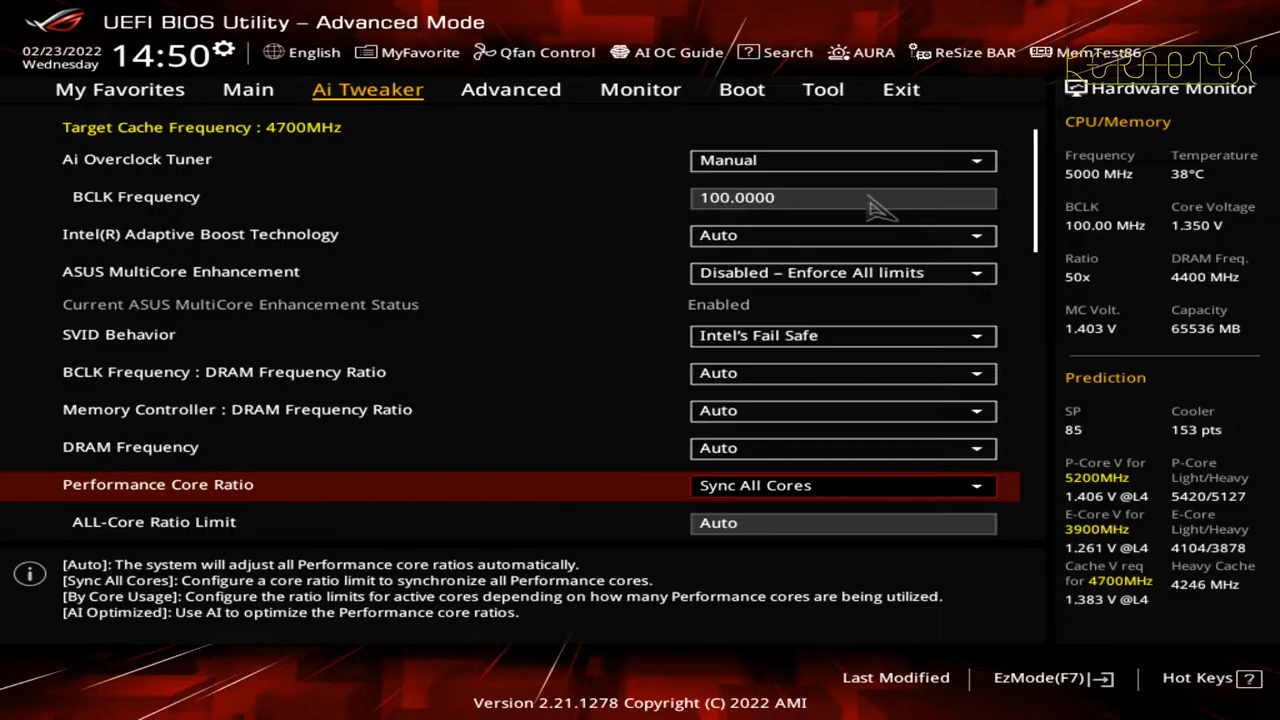 UEFI BIOS Utility – Advanced Mode
02/23/2022
Wednesday
14:50
English
MyFavorite
Qfan Control
AI OC Guide
? Search
AURA
ReSize BAR
MemTest86
My Favorites
Main
Ai Tweaker
Advanced
Monitor
Boot
Tool
Exit
Hardware Monitor
Target Cache Frequency : 4700MHz
Ai Overclock Tuner
Manual
BCLK Frequency
100.0000
Intel(R) Adaptive Boost Technology
Auto
ASUS MultiCore Enhancement
Disabled – Enforce All limits
Current ASUS MultiCore Enhancement Status
Enabled
SVID Behavior
Intel's Fail Safe
BCLK Frequency : DRAM Frequency Ratio
Auto
Memory Controller : DRAM Frequency Ratio
Auto
DRAM Frequency
Auto
Performance Core Ratio
Sync All Cores
ALL-Core Ratio Limit
Auto
[Auto]: The system will adjust all Performance core ratios automatically.
[Sync All Cores]: Configure a core ratio limit to synchronize all Performance cores.
[By Core Usage]: Configure the ratio limits for active cores depending on how many Performance cores are being utilized.
[AI Optimized]: Use AI to optimize the Performance core ratios.
CPU/Memory
Frequency
5000 MHz
Temperature
38°C
BCLK
100.00 MHz
Core Voltage
1.350 V
Ratio
50x
DRAM Freq.
4400 MHz
MC Volt.
1.403 V
Capacity
65536 MB
Prediction
SP
85
Cooler
153 pts
P-Core V for
5200MHz
1.406 V @L4
P-Core
Light/Heavy
5420/5127
E-Core V for
3900MHz
1.261 V @L4
E-Core
Light/Heavy
4104/3878
Cache V req
for 4700MHz
1.383 V @L4
Heavy Cache
4246 MHz
Last Modified
EzMode(F7)
Hot Keys ?
Version 2.21.1278 Copyright (C) 2022 AMI